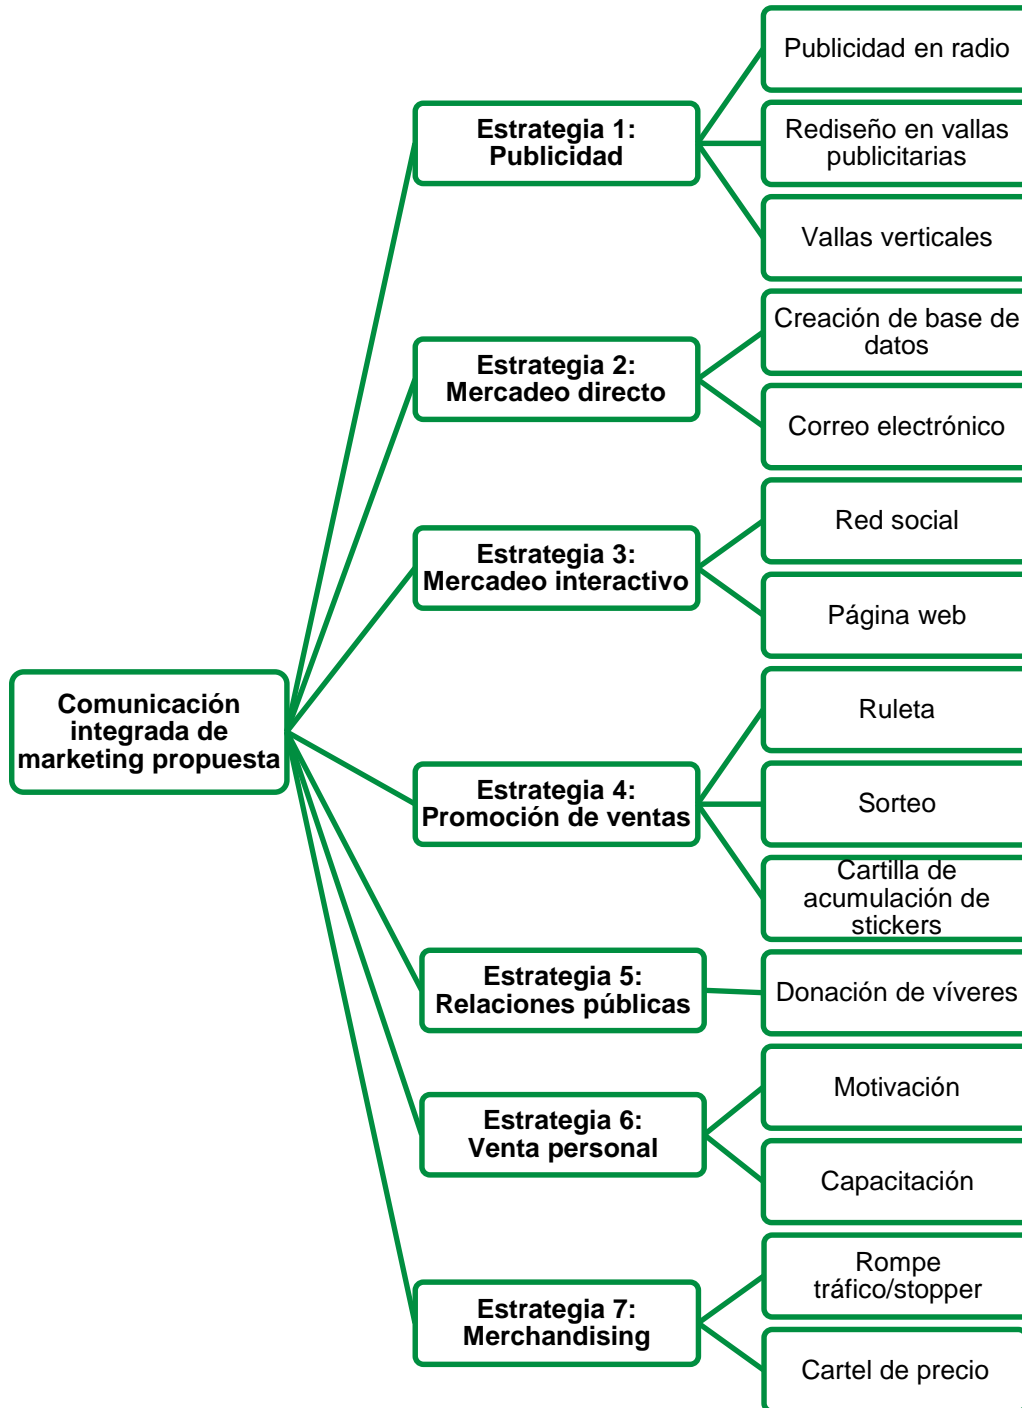 Comunicación
integrada de
marketing propuesta
Estrategia 1:
Publicidad
Publicidad en radio
Rediseño en vallas
publicitarias
Vallas verticales
Estrategia 2:
Mercadeo directo
Creación de base de
datos
Correo electrónico
Estrategia 3:
Mercadeo interactivo
Red social
Página web
Estrategia 4:
Promoción de ventas
Ruleta
Sorteo
Cartilla de
acumulación de
stickers
Estrategia 5:
Relaciones públicas
Donación de víveres
Estrategia 6:
Venta personal
Motivación
Capacitación
Estrategia 7:
Merchandising
Rompe
tráfico/stopper
Cartel de precio